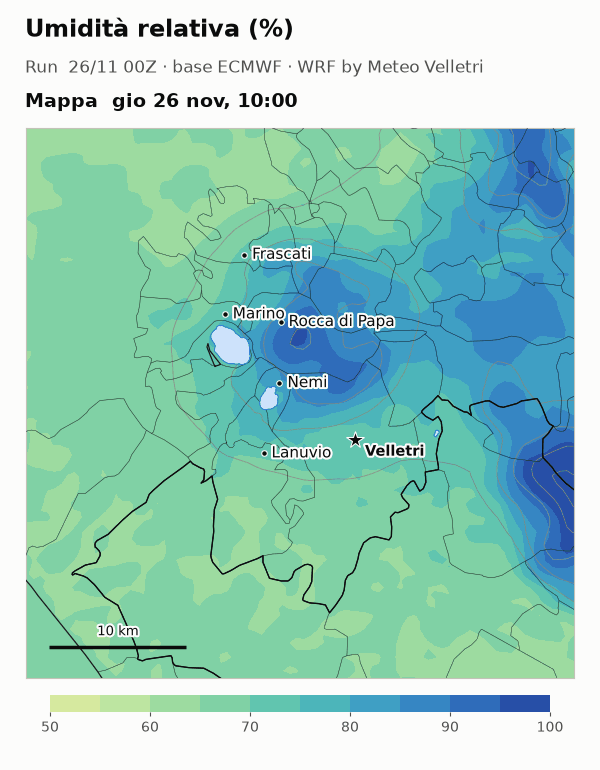 Umidità relativa (%)
Run  26/11 00Z · base ECMWF · WRF by Meteo Velletri
Mappa  gio 26 nov, 10:00
Frascati
Marino
Rocca di Papa
Nemi
Velletri
Lanuvio
10 km
50 60 70 80 90 100